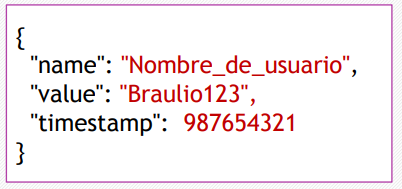 {
"name": "Nombre_de_usuario",
"value": "Braulio123",
"timestamp": 987654321
}